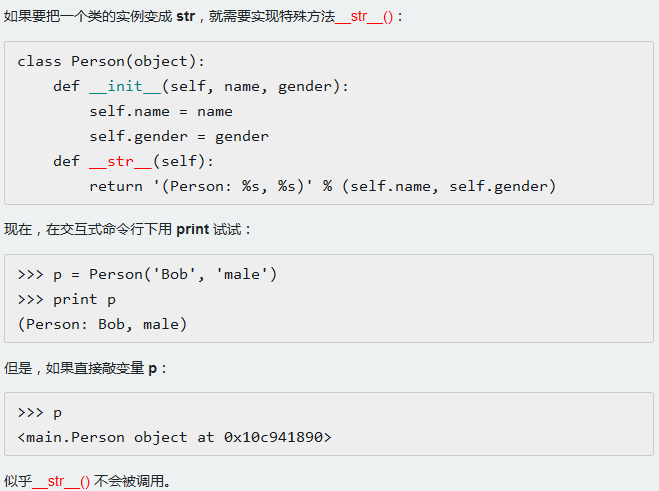 如果要把一个类的实例变成 str，就需要实现特殊方法__str__()：
class Person(object):
    def __init__(self, name, gender):
        self.name = name
        self.gender = gender
    def __str__(self):
        return '(Person: %s, %s)' % (self.name, self.gender)
现在，在交互式命令行下用 print 试试：
>>> p = Person('Bob', 'male')
>>> print p
(Person: Bob, male)
但是，如果直接敲变量 p：
>>> p
<main.Person object at 0x10c941890>
似乎__str__() 不会被调用。